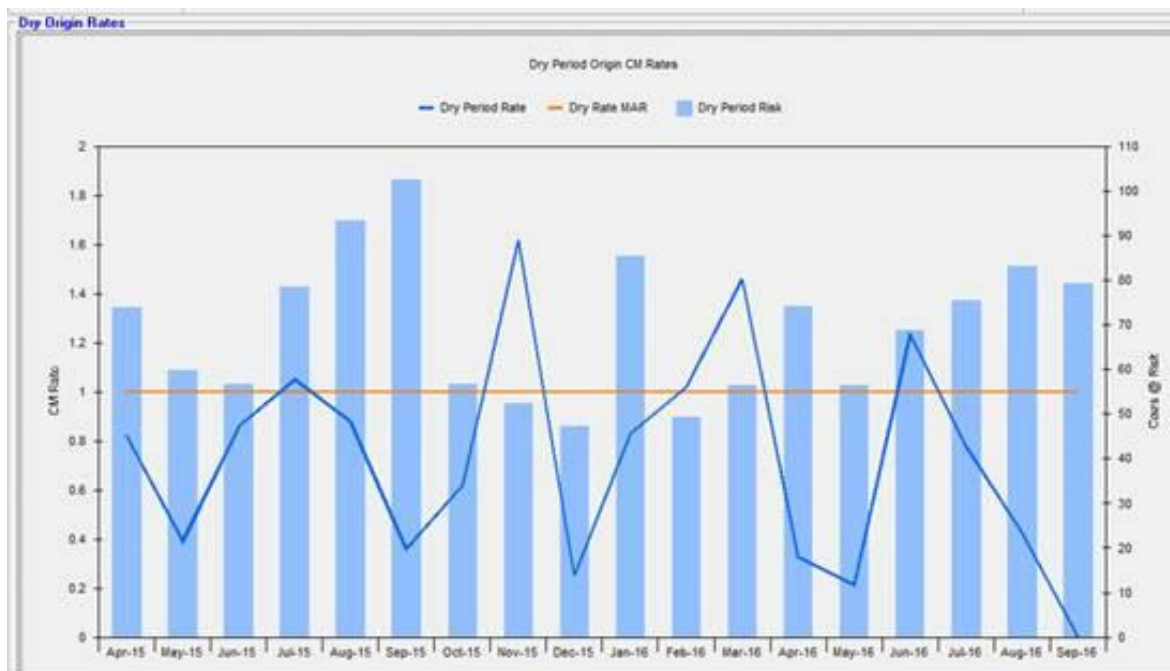 Dry Origin Rates
Dry Period Origin CM Rates
Dry Period Rate Dry Rate MAR Dry Period Risk
2 110
1.8 100
1.6 90
1.4 80
1.2 70
1 60
0.8 50
0.6 40
0.4 30
0.2 20
0 10
0
CM Rate
Cows @ Risk
Apr-15 May-15 Jun-15 Jul-15 Aug-15 Sep-15 Oct-15 Nov-15 Dec-15 Jan-16 Feb-16 Mar-16 Apr-16 May-16 Jun-16 Jul-16 Aug-16 Sep-16